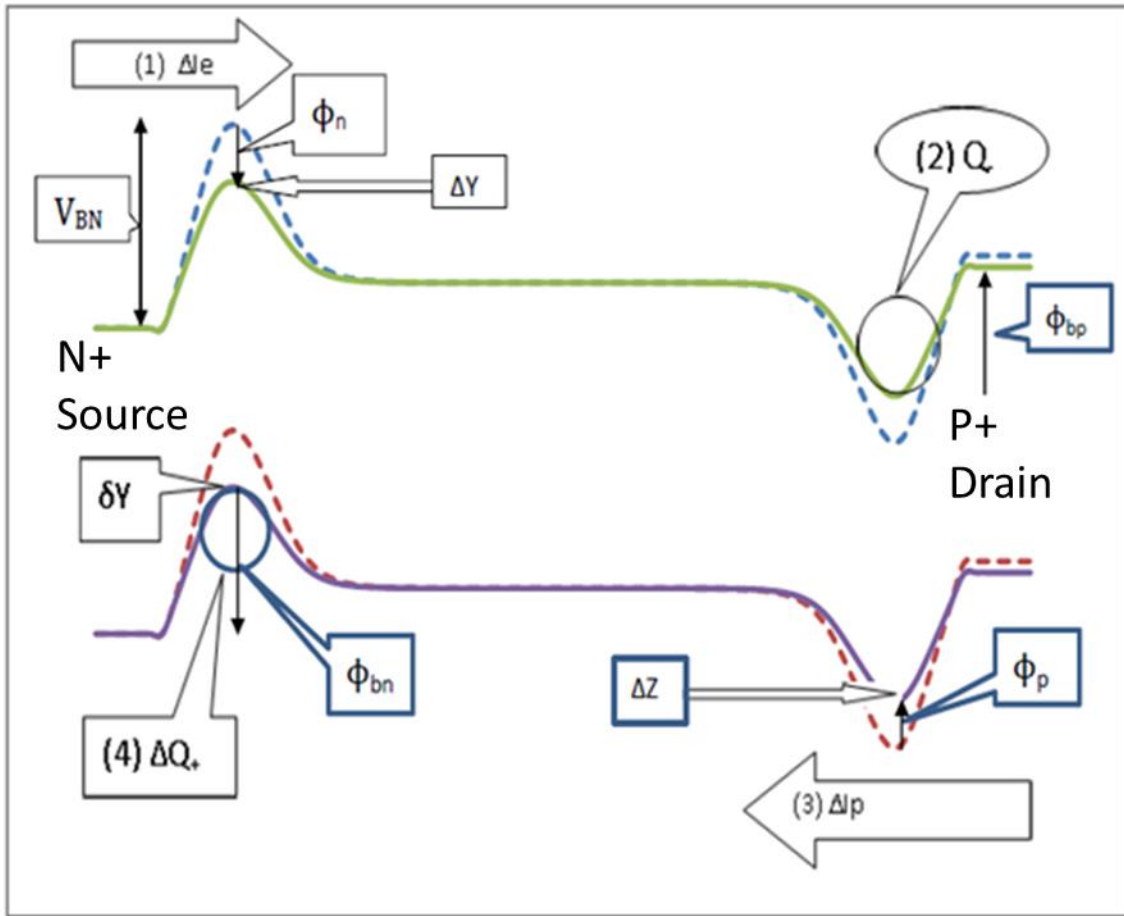 (1) ΔIe
ϕn
ΔY
VBN
(2) Q
ϕbp
N+
Source
P+
Drain
δY
ϕbn
ΔZ
ϕp
(4) ΔQ+
(3) ΔIp